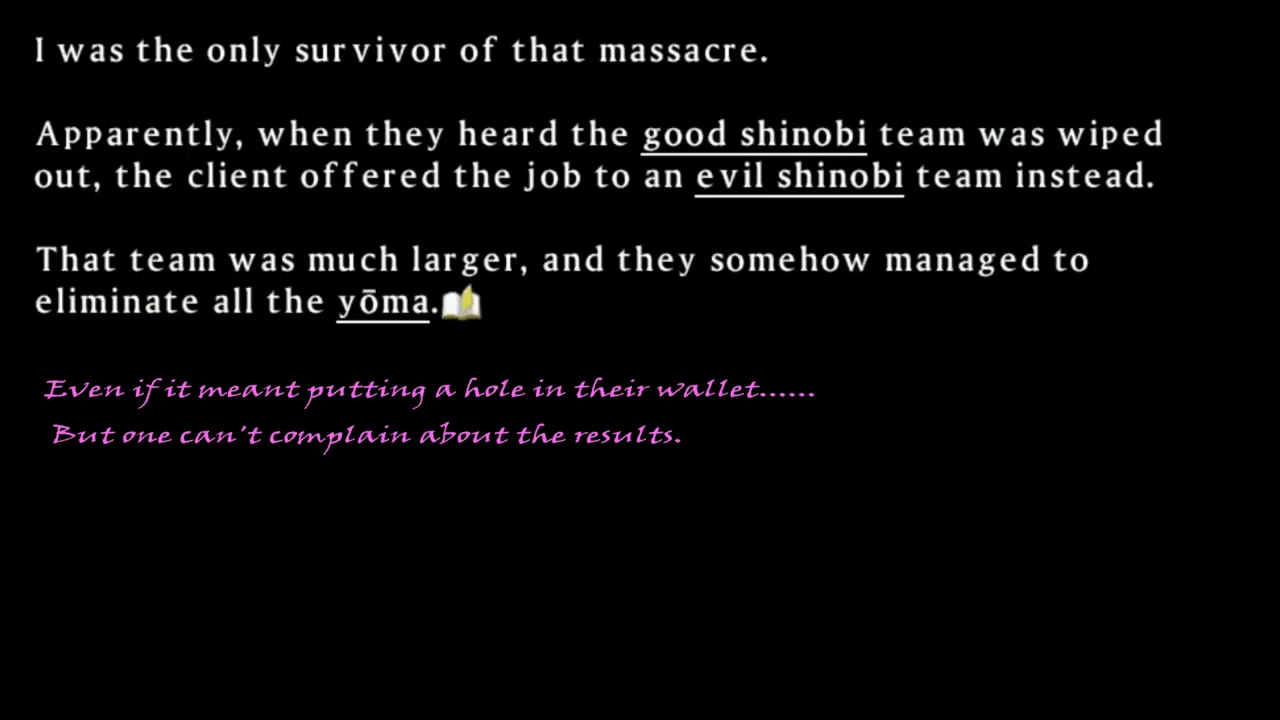 I was the only survivor of that massacre.
Apparently, when they heard the good shinobi team was wiped
out, the client offered the job to an evil shinobi team instead.
That team was much larger, and they somehow managed to
eliminate all the yōma.
Even if it meant putting a hole in their wallet......
But one can't complain about the results.